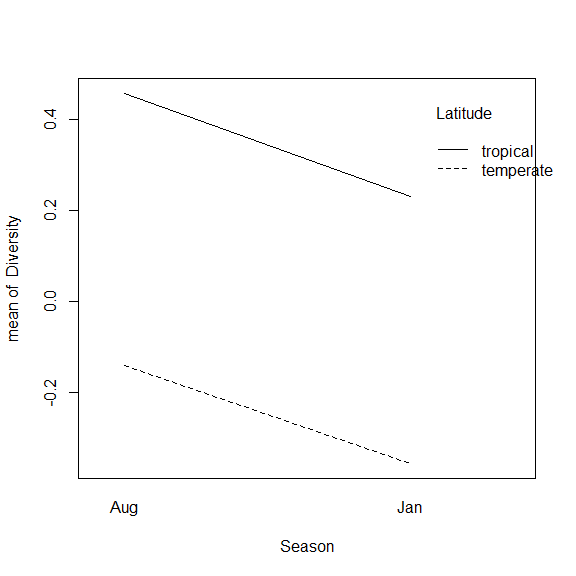 Latitude
tropical
temperate
mean of  Diversity
0.4
0.2
0.0
-0.2
Aug
Jan
Season